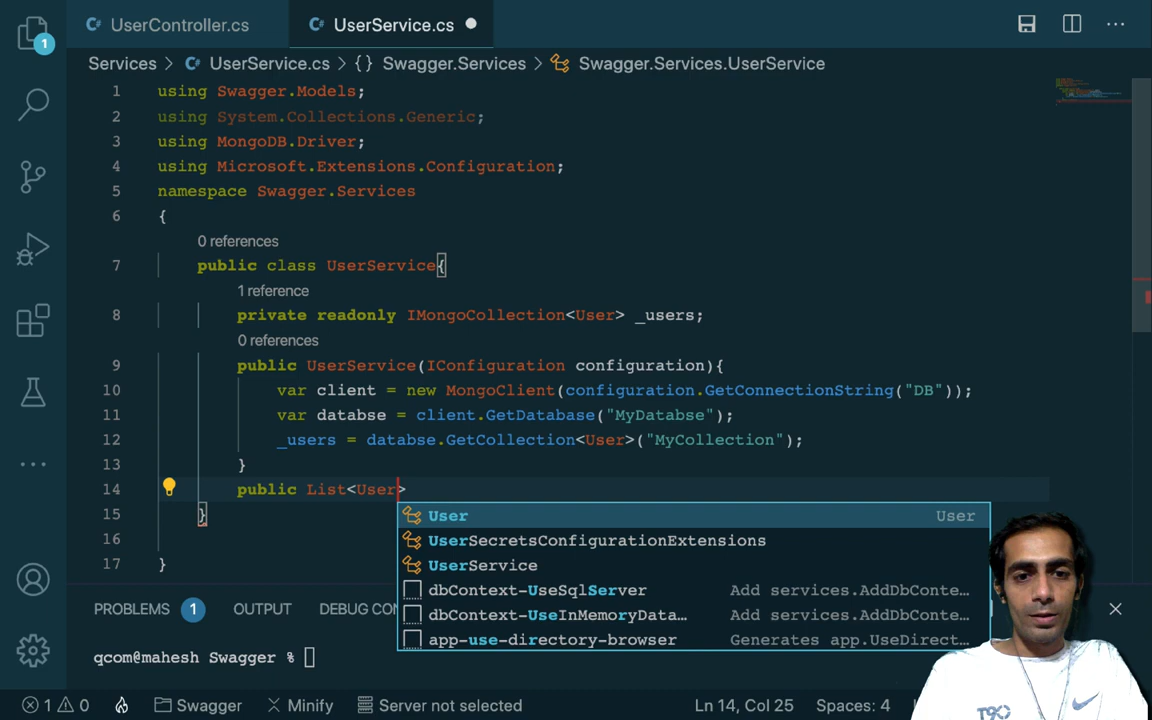 UserController.cs
UserService.cs
Services > UserService.cs > {} Swagger.Services > Swagger.Services.UserService
1 using Swagger.Models;
2 using System.Collections.Generic;
3 using MongoDB.Driver;
4 using Microsoft.Extensions.Configuration;
5 namespace Swagger.Services
6 {
0 references
7 public class UserService{
1 reference
8 private readonly IMongoCollection<User> _users;
0 references
9 public UserService(IConfiguration configuration){
10 var client = new MongoClient(configuration.GetConnectionString("DB"));
11 var databse = client.GetDatabase("MyDatabse");
12 _users = databse.GetCollection<User>("MyCollection");
13 }
14 public List<User>
15 }
16
17 }
User User
UserSecretsConfigurationExtensions
UserService
dbContext-UseSqlServer Add services.AddDbConte…
dbContext-UseInMemoryData… Add services.AddDbConte…
app-use-directory-browser Generates app.UseDirect…
1
PROBLEMS 1 OUTPUT DEBUG CON
qcom@mahesh Swagger %
1 0 Swagger Minify Server not selected Ln 14, Col 25 Spaces: 4